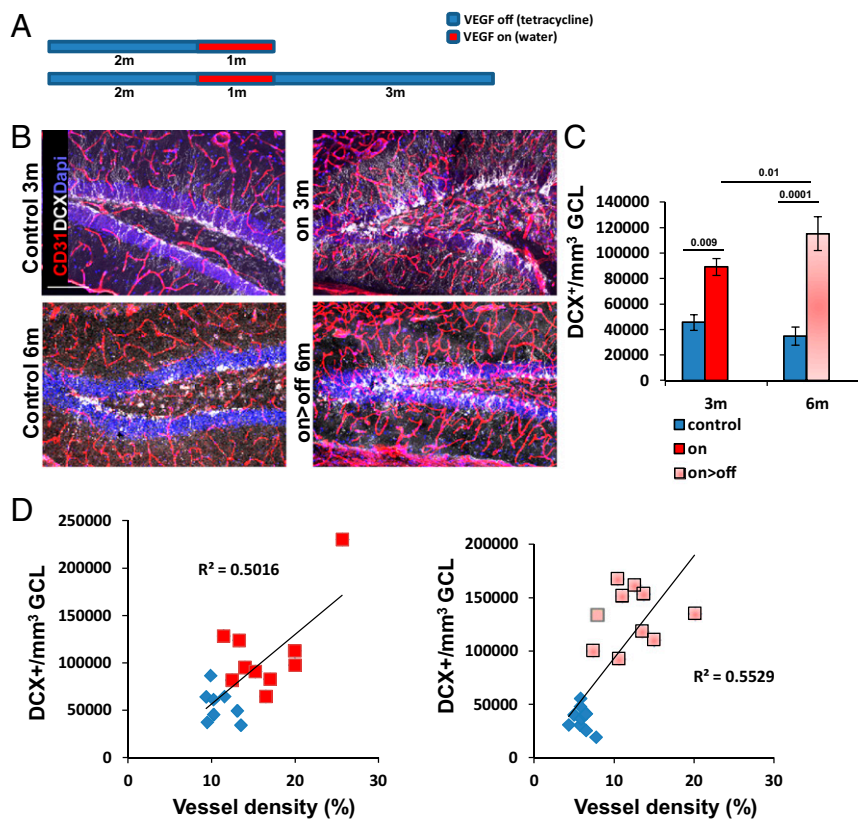 A
VEGF off (tetracycline)
VEGF on (water)
2m 1m
2m 1m 3m
B
Control 3m
CD31DCXDapi
on 3m
Control 6m
on>off 6m
C
DCX+/mm³ GCL
140000
120000
100000
80000
60000
40000
20000
0
0.009
0.01
0.0001
3m 6m
control
on
on>off
D
DCX+/mm³ GCL
250000
200000
150000
100000
50000
0
R² = 0.5016
0 10 20 30
Vessel density (%)
DCX+/mm³ GCL
200000
150000
100000
50000
0
R² = 0.5529
0 10 20 30
Vessel density (%)